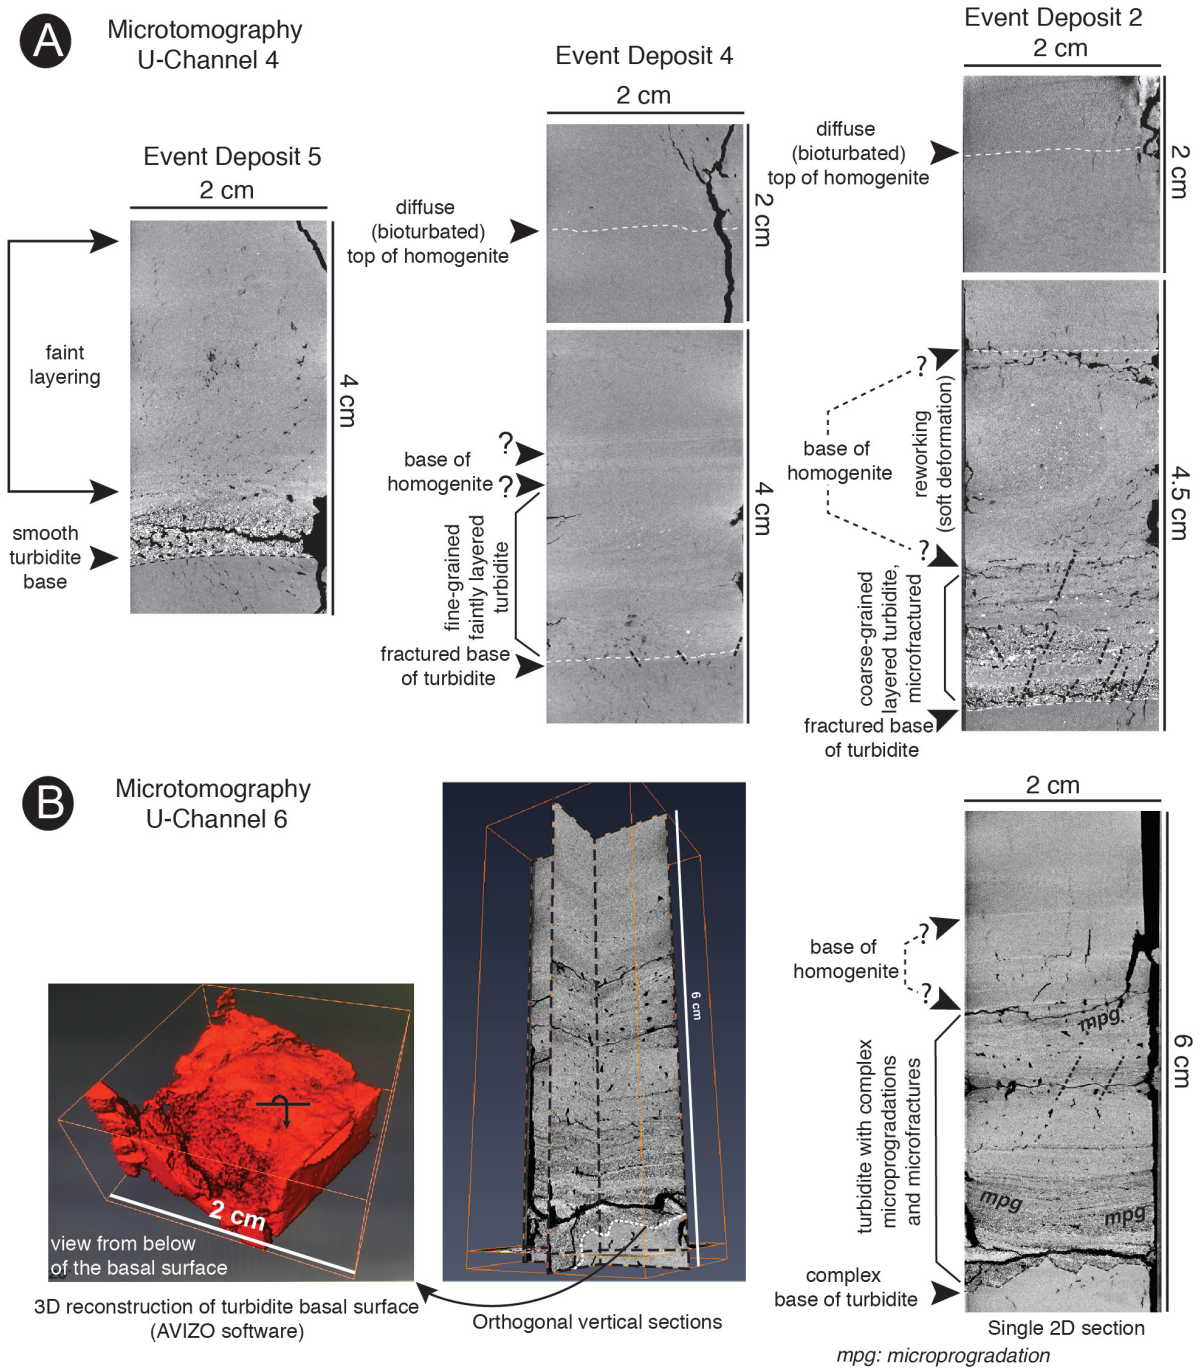 A
Microtomography
U-Channel 4
Event Deposit 5
2 cm
4 cm
faint
layering
smooth
turbidite
base
Event Deposit 4
2 cm
2 cm
diffuse
(bioturbated)
top of homogenite
4 cm
?
base of
homogenite
?
fine-grained
faintly layered
turbidite
fractured base
of turbidite
Event Deposit 2
2 cm
2 cm
diffuse
(bioturbated)
top of homogenite
4.5 cm
?
reworking
(soft deformation)
base of
homogenite
?
coarse-grained
layered turbidite,
microfractured
fractured base
of turbidite
B
Microtomography
U-Channel 6
2 cm
view from below
of the basal surface
3D reconstruction of turbidite basal surface
(AVIZO software)
6 cm
Orthogonal vertical sections
2 cm
6 cm
?
base of
homogenite
?
mpg
turbidite with complex
microprogradations
and microfractures
mpg
mpg
complex
base of turbidite
Single 2D section
mpg: microprogradation